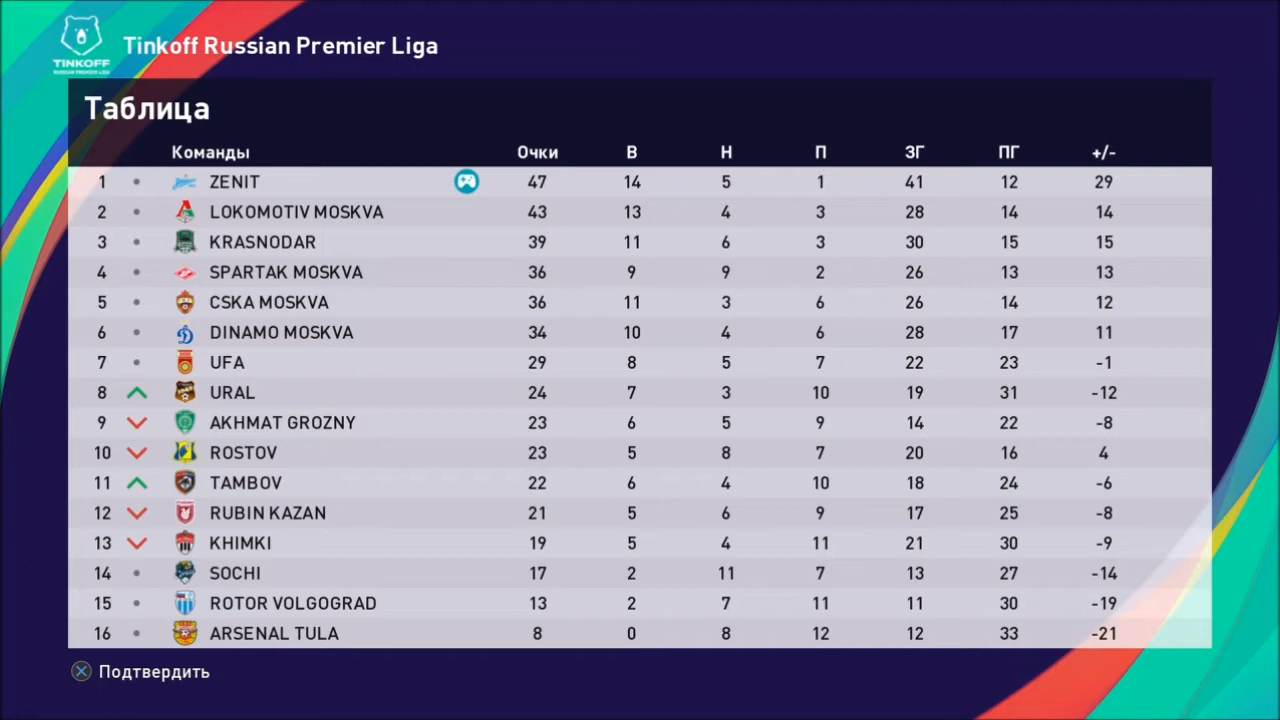 Tinkoff Russian Premier Liga
TINKOFF
RUSSIAN PREMIER LIGA
Таблица
Команды Очки В Н П ЗГ ПГ +/-
1 ZENIT 47 14 5 1 41 12 29
2 LOKOMOTIV MOSKVA 43 13 4 3 28 14 14
3 KRASNODAR 39 11 6 3 30 15 15
4 SPARTAK MOSKVA 36 9 9 2 26 13 13
5 CSKA MOSKVA 36 11 3 6 26 14 12
6 DINAMO MOSKVA 34 10 4 6 28 17 11
7 UFA 29 8 5 7 22 23 -1
8 URAL 24 7 3 10 19 31 -12
9 AKHMAT GROZNY 23 6 5 9 14 22 -8
10 ROSTOV 23 5 8 7 20 16 4
11 TAMBOV 22 6 4 10 18 24 -6
12 RUBIN KAZAN 21 5 6 9 17 25 -8
13 KHIMKI 19 5 4 11 21 30 -9
14 SOCHI 17 2 11 7 13 27 -14
15 ROTOR VOLGOGRAD 13 2 7 11 11 30 -19
16 ARSENAL TULA 8 0 8 12 12 33 -21
Подтвердить